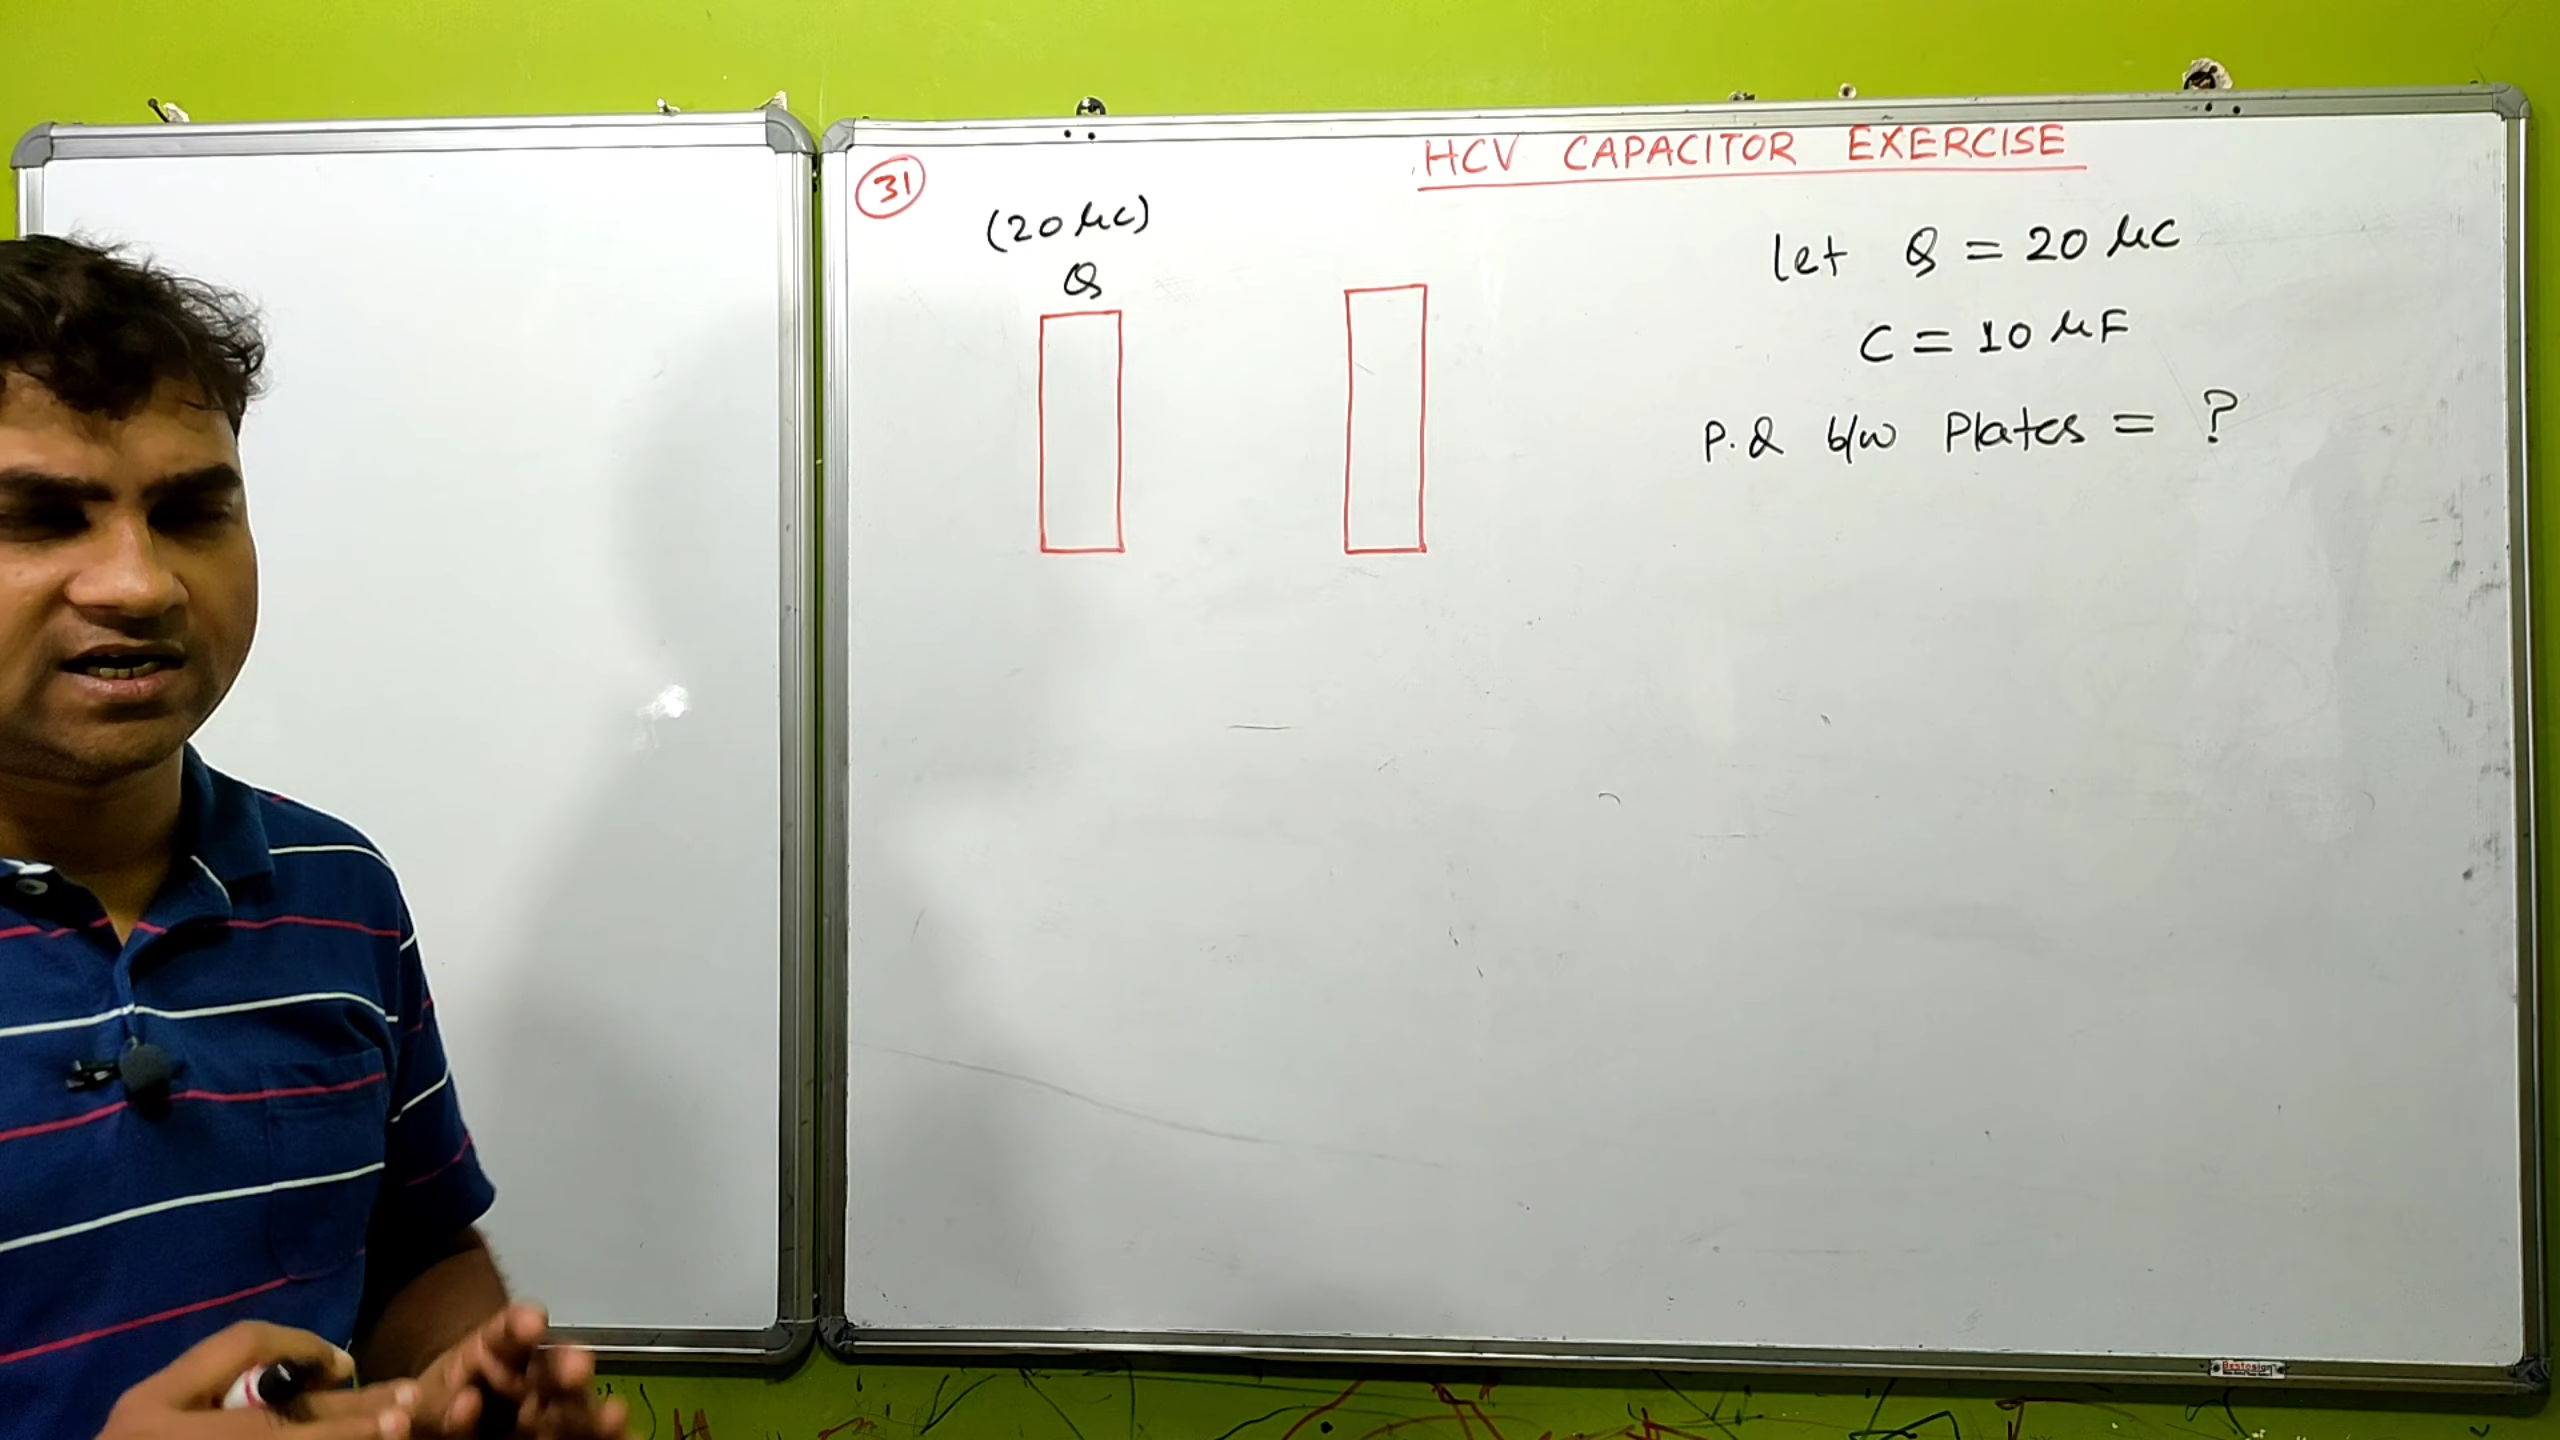 HCV CAPACITOR EXERCISE
31
(20 μC)
Q
let Q = 20 μC
C = 10 μF
P.d b/w Plates = ?